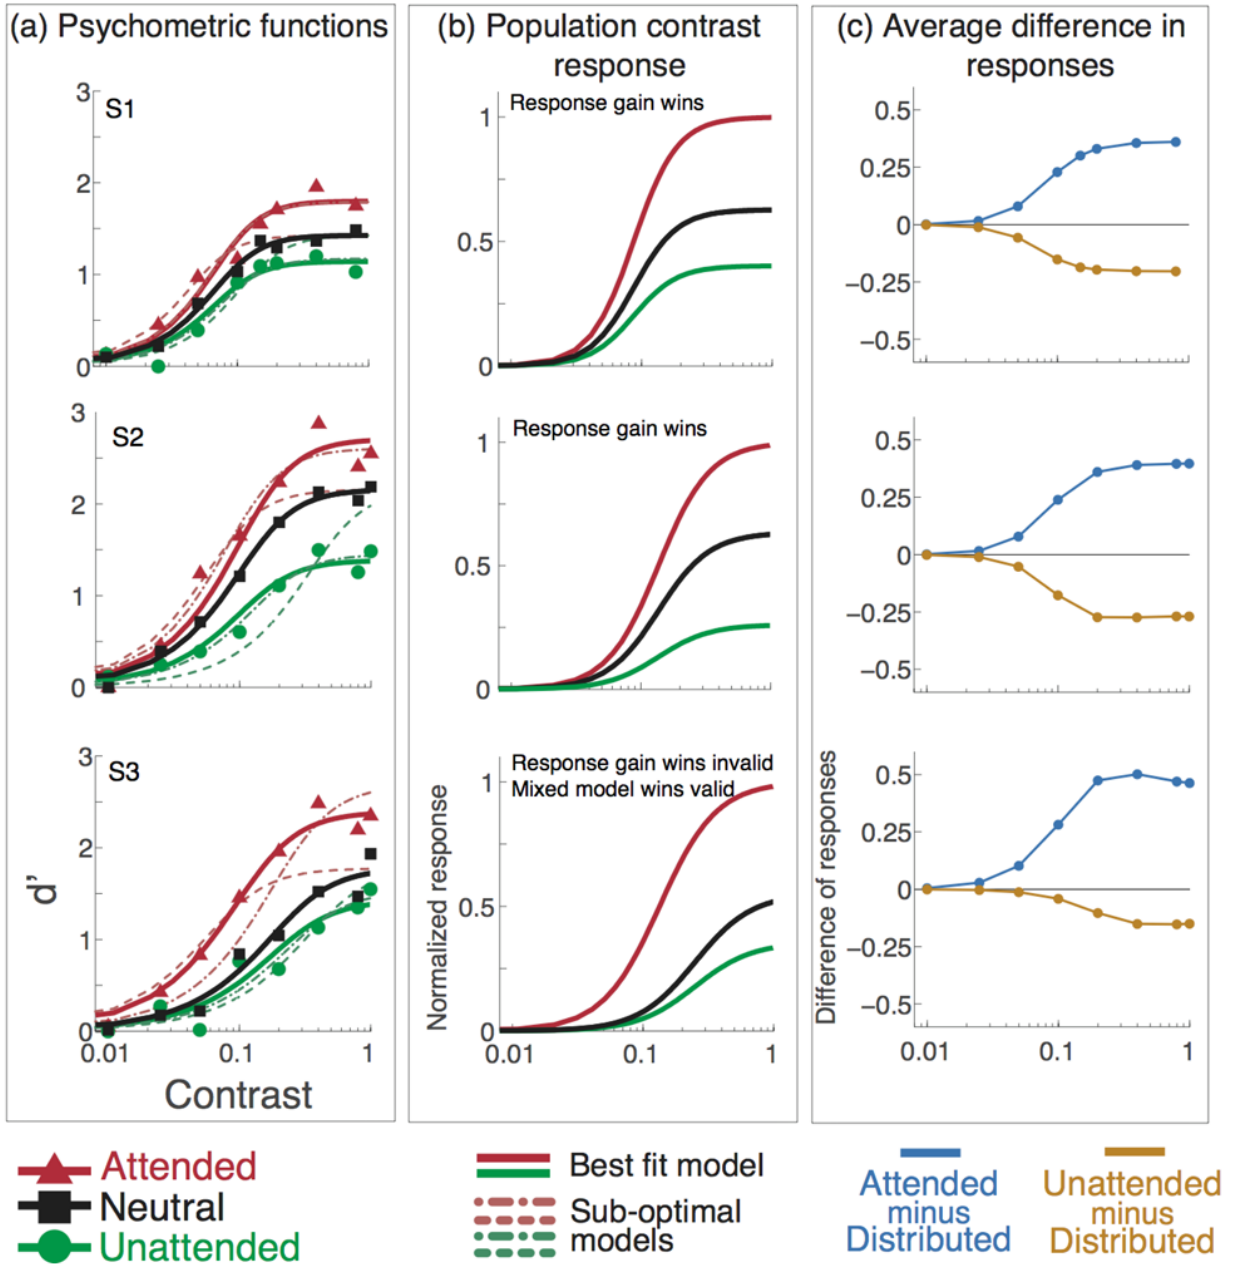 (a) Psychometric functions
3
S1
2
1
0
3
S2
2
1
0
3
S3
2
1
0
d’
0.01
0.1
1
Contrast
(b) Population contrast
response
Response gain wins
1
0.5
0
Response gain wins
1
0.5
0
Response gain wins invalid
Mixed model wins valid
1
0.5
0
Normalized response
0.01
0.1
1
(c) Average difference in
responses
0.5
0.25
0
−0.25
−0.5
0.5
0.25
0
−0.25
−0.5
0.5
0.25
0
−0.25
−0.5
Difference of responses
0.01
0.1
1
Attended
Neutral
Unattended
Best fit model
Sub-optimal
models
Attended
minus
Distributed
Unattended
minus
Distributed